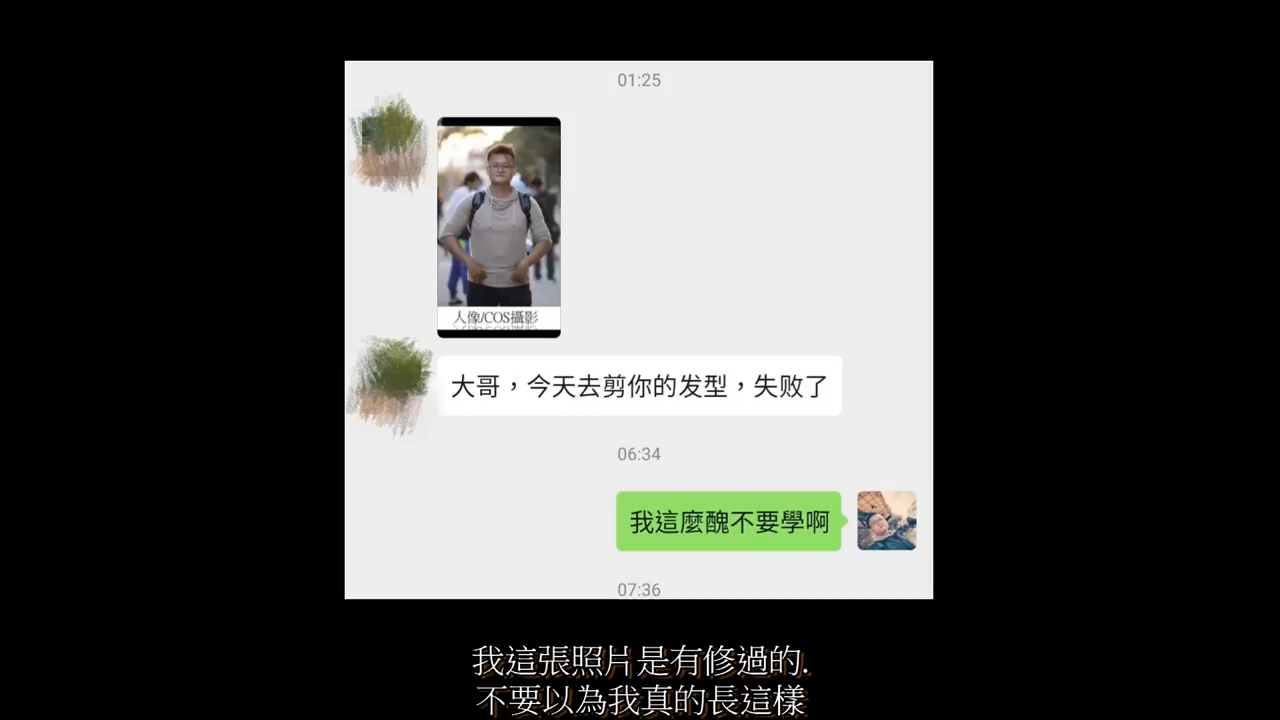 01:25
人像/COS攝影
大哥，今天去剪你的发型，失败了
06:34
我這麼醜不要學啊
07:36
我這張照片是有修過的.
不要以為我真的長這樣